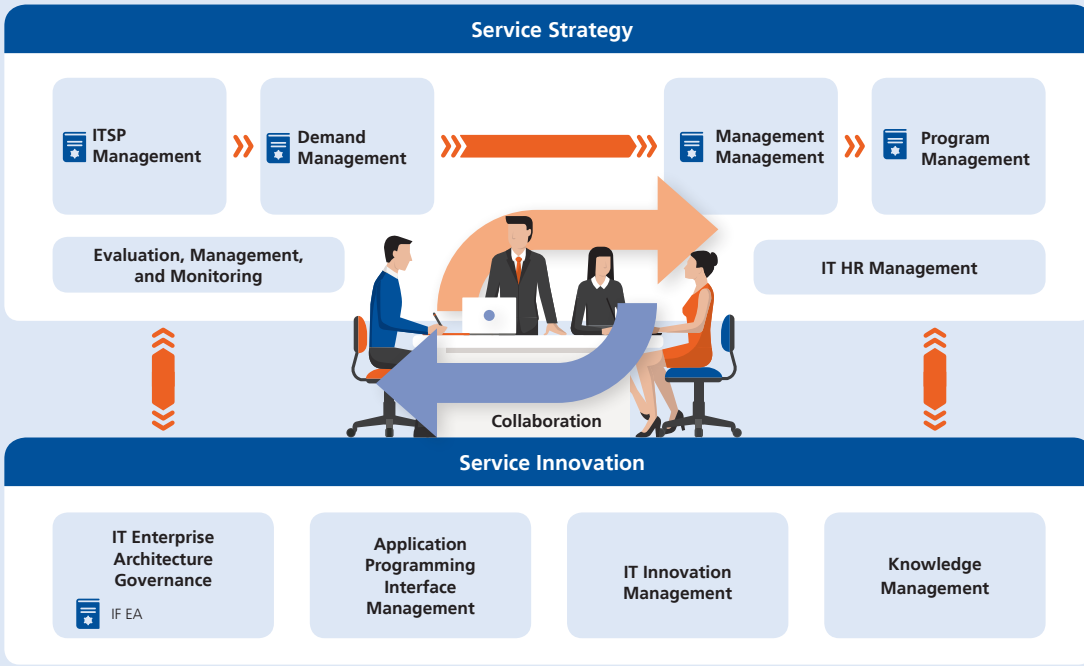 Service Strategy
ITSP
Management
Demand
Management
Management
Management
Program
Management
Evaluation, Management,
and Monitoring
IT HR Management
Collaboration
Service Innovation
IT Enterprise
Architecture
Governance
IF EA
Application
Programming
Interface
Management
IT Innovation
Management
Knowledge
Management